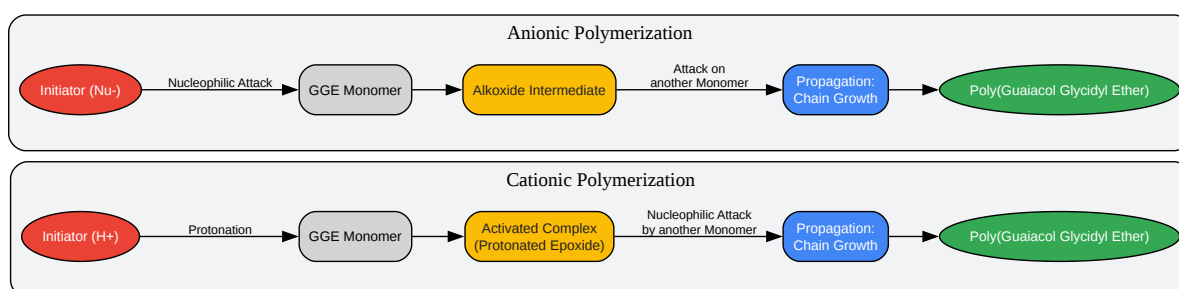 Anionic Polymerization
Initiator (Nu-)
Nucleophilic Attack
GGE Monomer
Alkoxide Intermediate
Attack on
another Monomer
Propagation:
Chain Growth
Poly(Guaiacol Glycidyl Ether)
Cationic Polymerization
Initiator (H+)
Protonation
GGE Monomer
Activated Complex
(Protonated Epoxide)
Nucleophilic Attack
by another Monomer
Propagation:
Chain Growth
Poly(Guaiacol Glycidyl Ether)